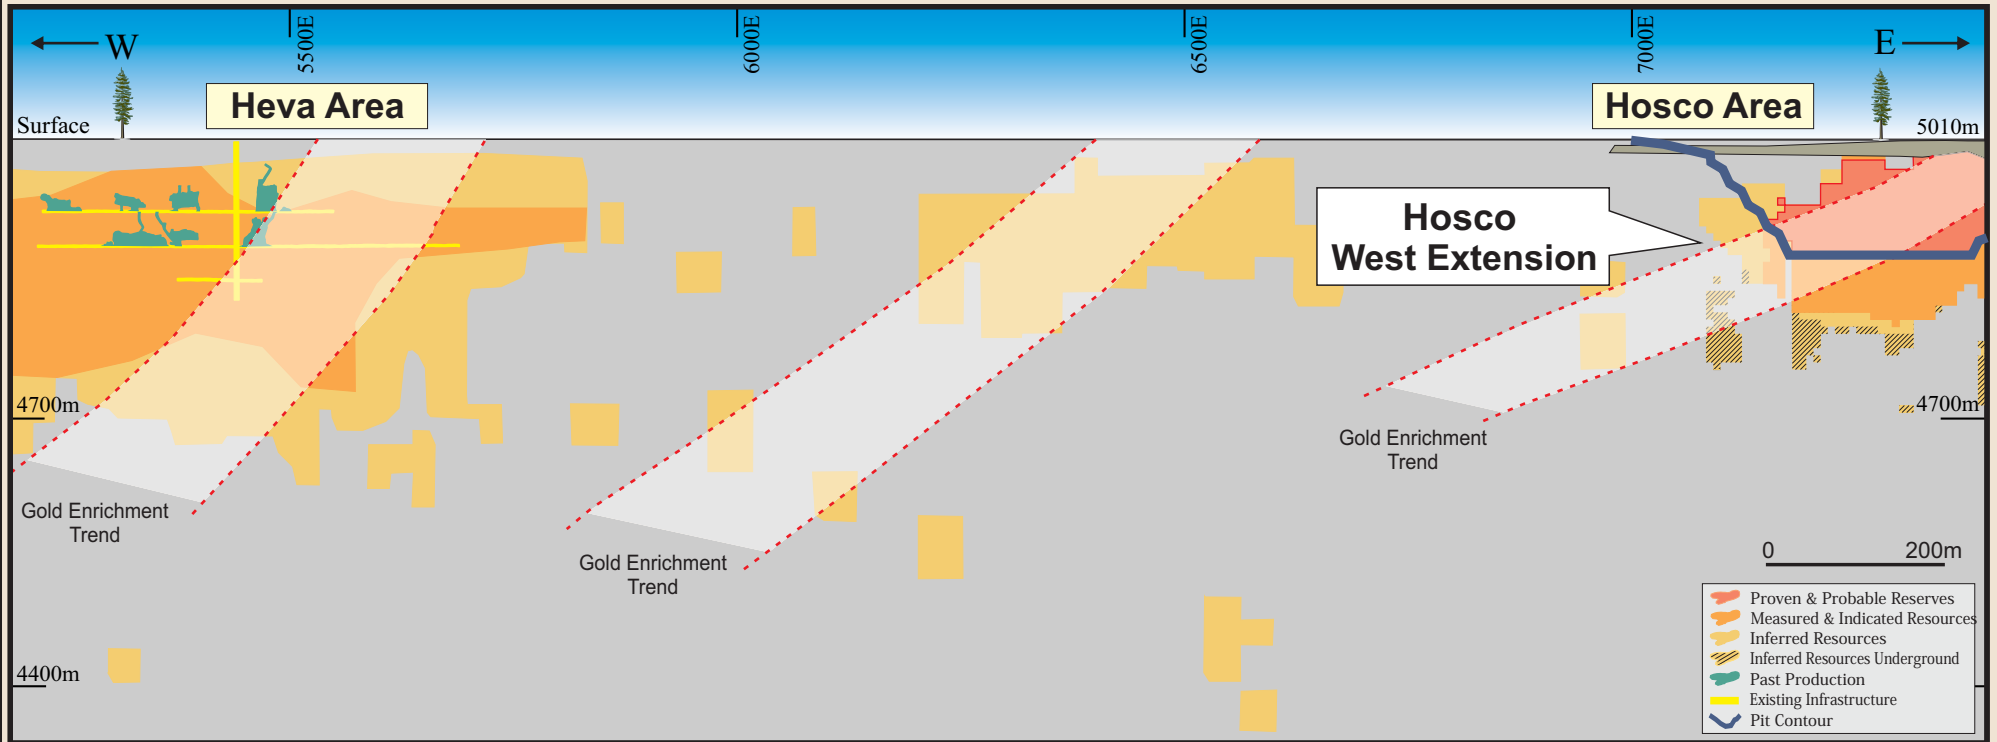 W
5500E
6000E
6500E
7000E
E
Heva Area
Hosco Area
Surface
5010m
Hosco
West Extension
4700m
4700m
Gold Enrichment
Trend
Gold Enrichment
Trend
Gold Enrichment
Trend
0 200m
4400m
Proven & Probable Reserves
Measured & Indicated Resources
Inferred Resources
Inferred Resources Underground
Past Production
Existing Infrastructure
Pit Contour